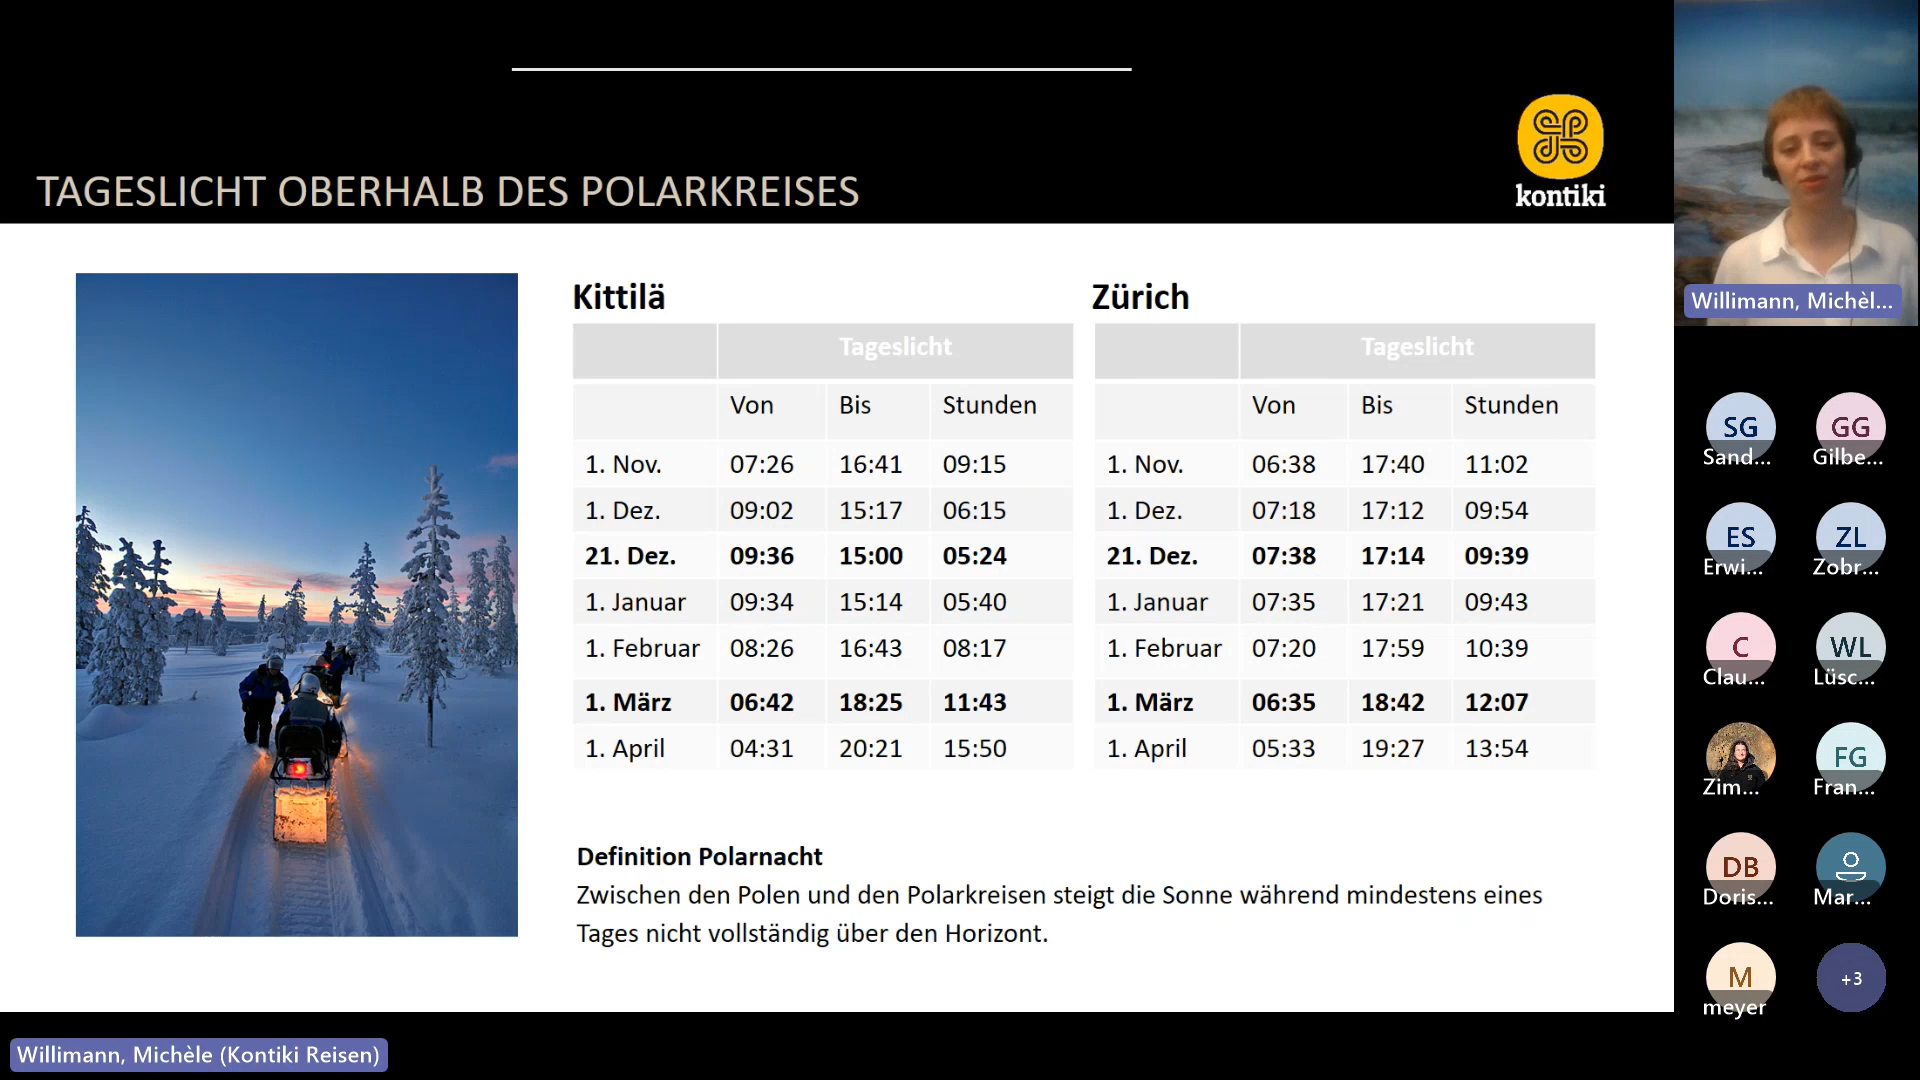 TAGESLICHT OBERHALB DES POLARKREISES
kontiki
Kittilä
Tageslicht
Von Bis Stunden
1. Nov. 07:26 16:41 09:15
1. Dez. 09:02 15:17 06:15
21. Dez. 09:36 15:00 05:24
1. Januar 09:34 15:14 05:40
1. Februar 08:26 16:43 08:17
1. März 06:42 18:25 11:43
1. April 04:31 20:21 15:50
Zürich
Tageslicht
Von Bis Stunden
1. Nov. 06:38 17:40 11:02
1. Dez. 07:18 17:12 09:54
21. Dez. 07:38 17:14 09:39
1. Januar 07:35 17:21 09:43
1. Februar 07:20 17:59 10:39
1. März 06:35 18:42 12:07
1. April 05:33 19:27 13:54
Definition Polarnacht
Zwischen den Polen und den Polarkreisen steigt die Sonne während mindestens eines
Tages nicht vollständig über den Horizont.
Willimann, Michèl...
SG GG
Sand... Gilbe...
ES ZL
Erwi... Zobr...
C WL
Clau... Lüsc...
FG
Zim... Fran...
DB
Doris... Mar...
M +3
meyer
Willimann, Michèle (Kontiki Reisen)